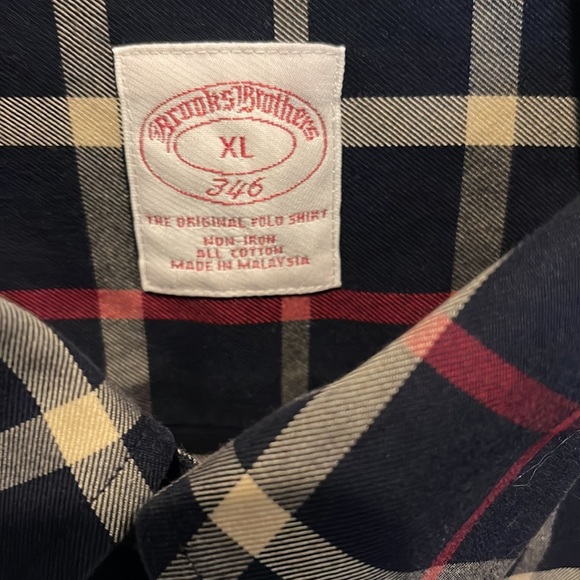 Brooks Brothers
XL
346
THE ORIGINAL POLO SHIRT
NON-IRON
ALL COTTON
MADE IN MALAYSIA